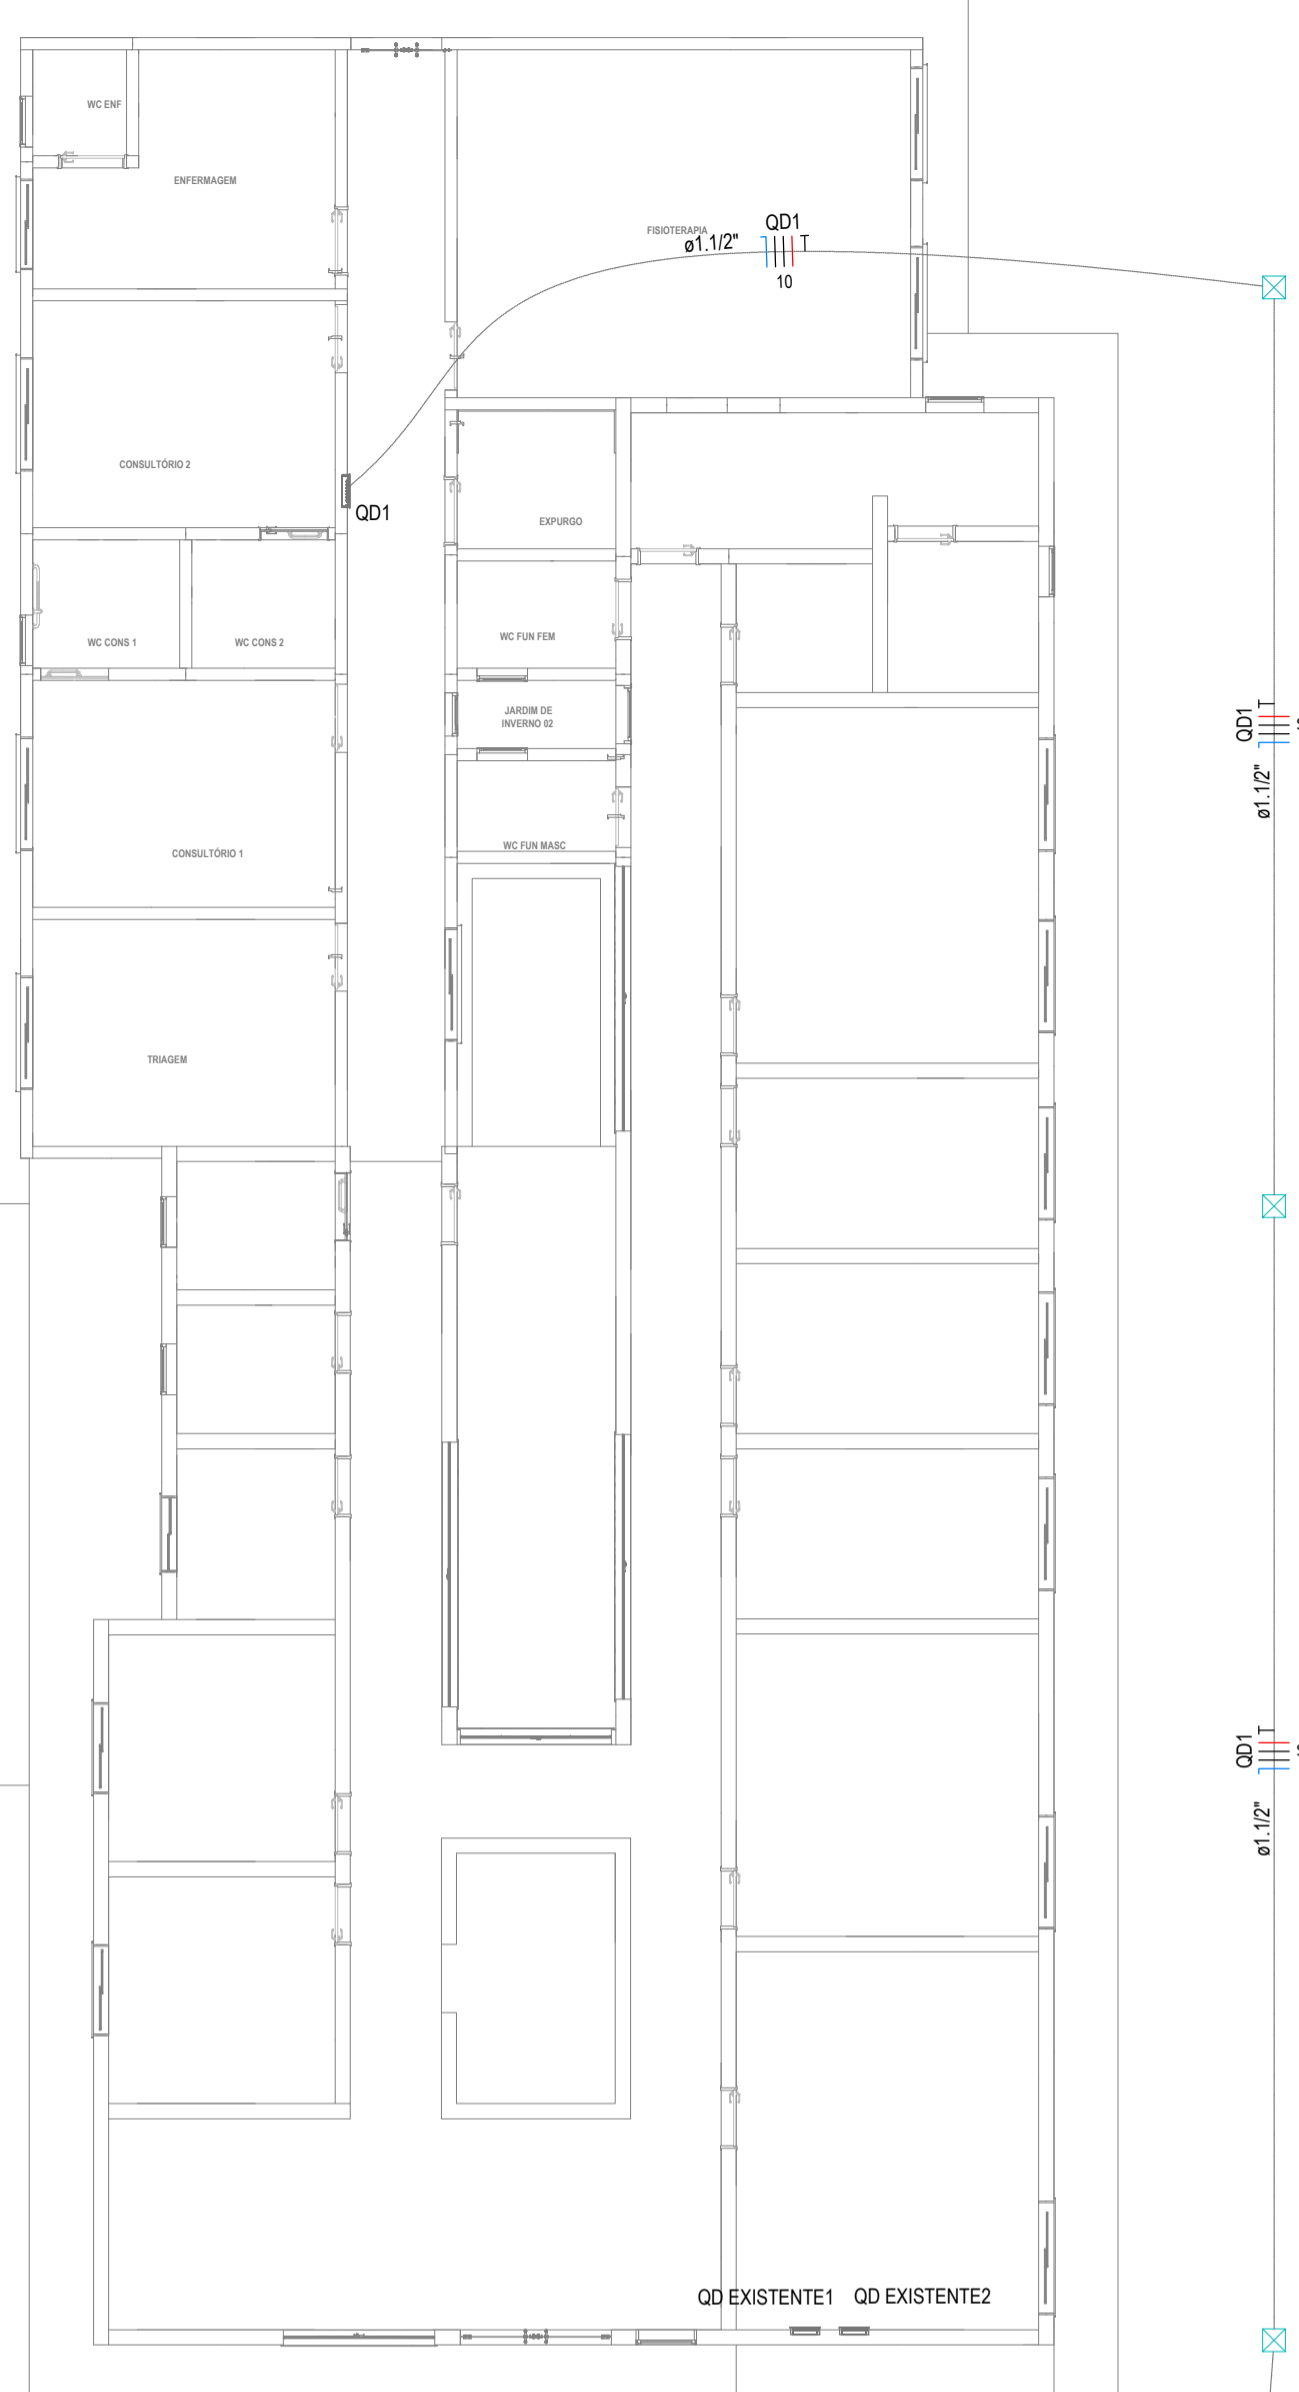 WC ENF
ENFERMAGEM
FISIOTERAPIA
QD1
ø1.1/2"
10
CONSULTÓRIO 2
QD1
EXPURGO
WC CONS 1
WC CONS 2
WC FUN FEM
JARDIM DE
INVERNO 02
QD1
ø1.1/2"
WC FUN MASC
CONSULTÓRIO 1
TRIAGEM
QD1
ø1.1/2"
QD EXISTENTE1
QD EXISTENTE2